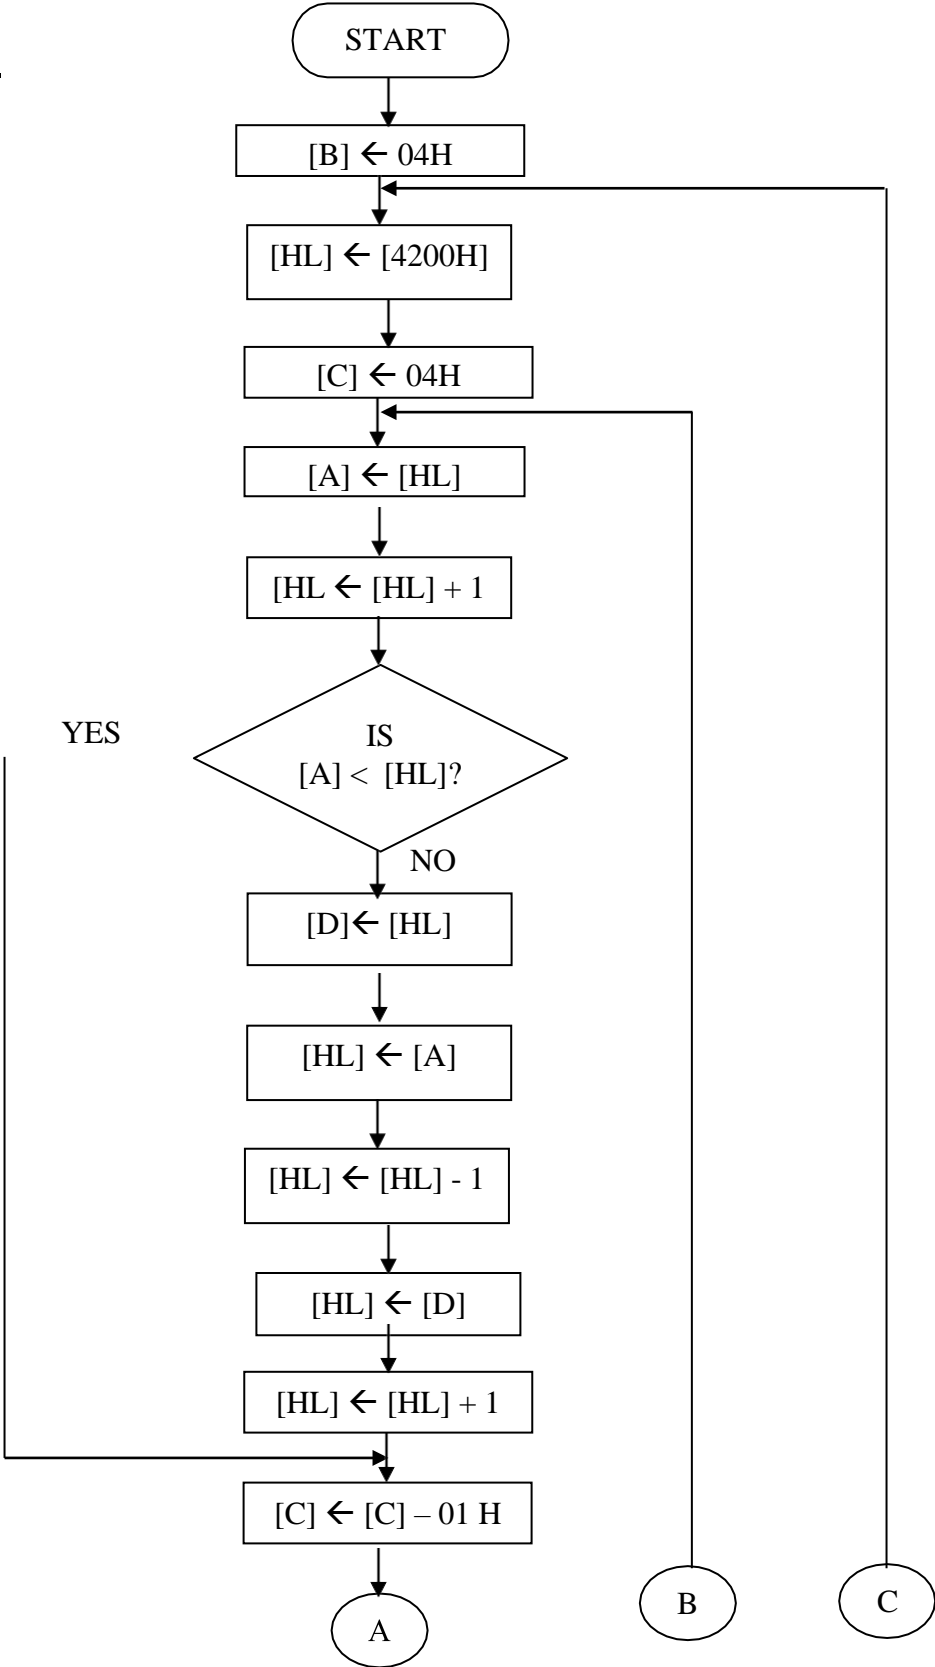 START
[B] ← 04H
[HL] ← [4200H]
[C] ← 04H
[A] ← [HL]
[HL ← [HL] + 1
YES
IS
[A] < [HL]?
NO
[D]← [HL]
[HL] ← [A]
[HL] ← [HL] - 1
[HL] ← [D]
[HL] ← [HL] + 1
[C] ← [C] – 01 H
A
B
C